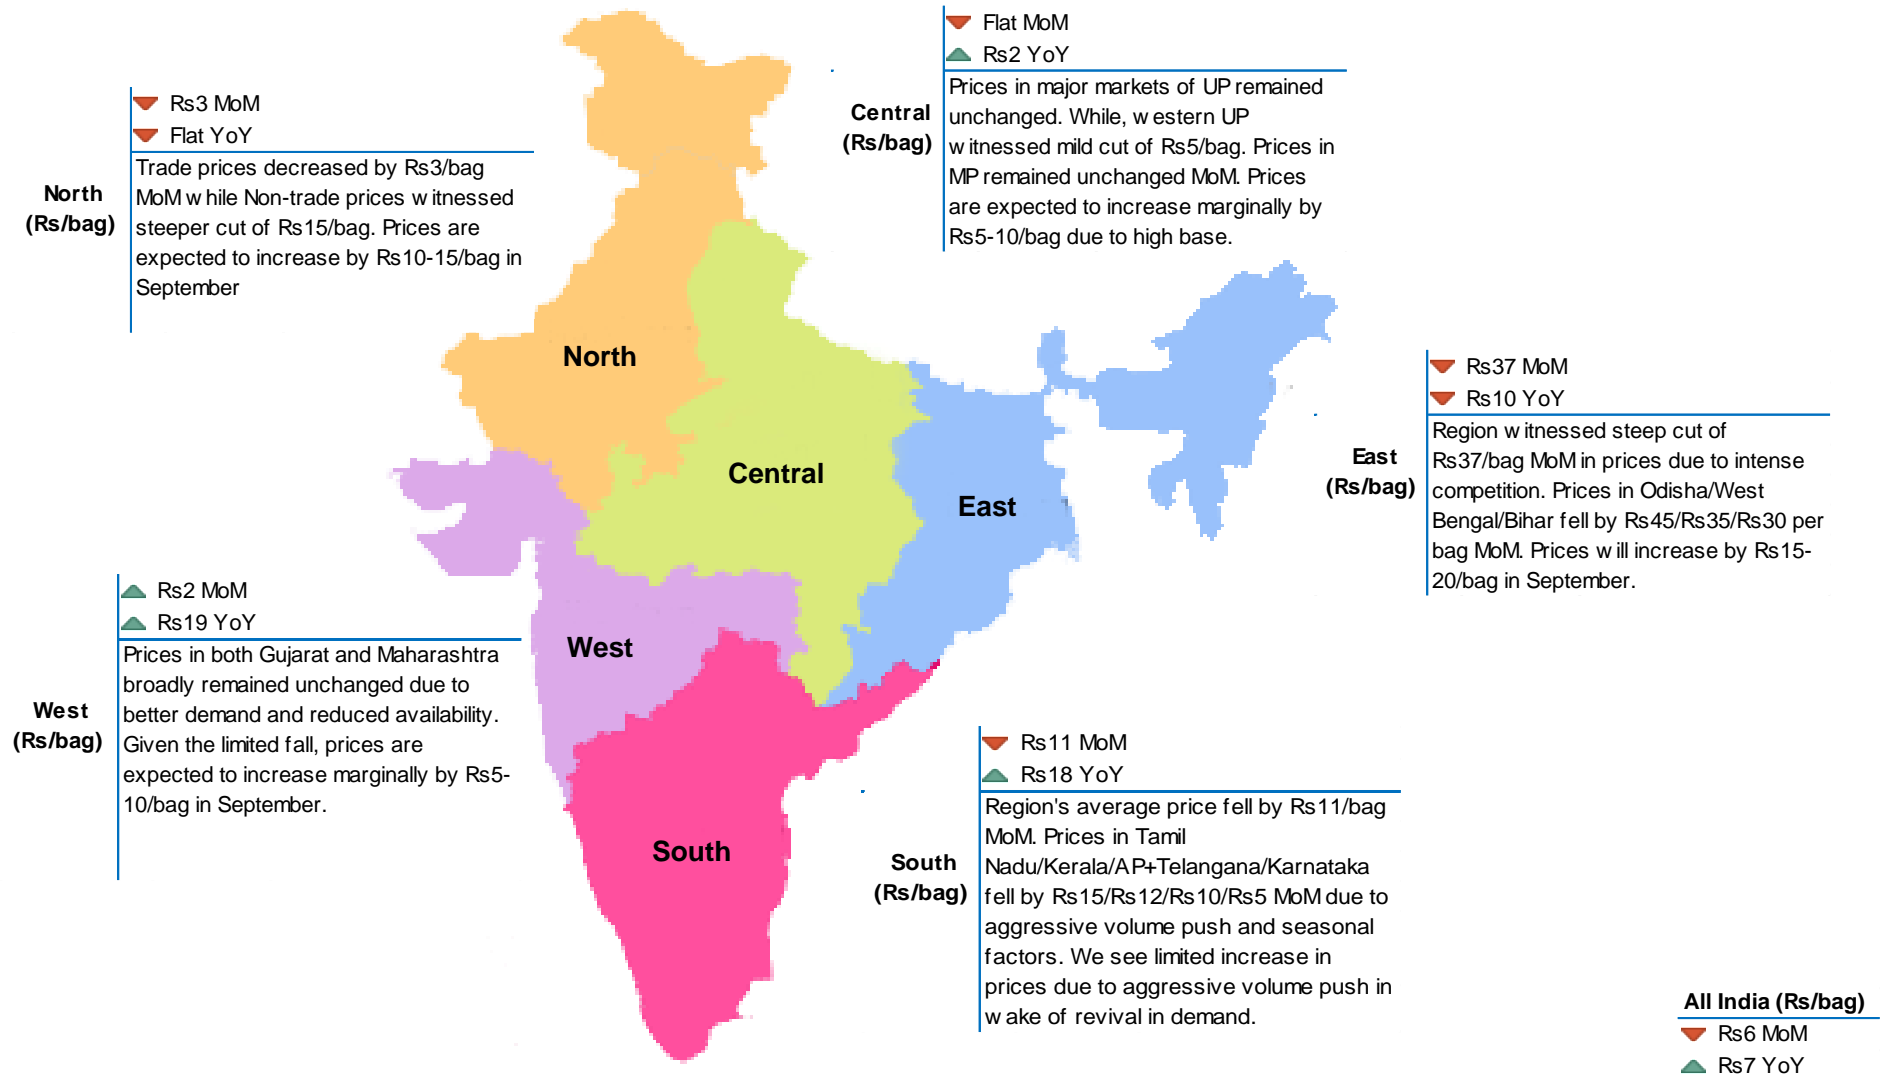 Flat MoM
Rs2 YoY
Central
(Rs/bag)
Prices in major markets of UP remained
unchanged. While, western UP
witnessed mild cut of Rs5/bag. Prices in
MP remained unchanged MoM. Prices
are expected to increase marginally by
Rs5-10/bag due to high base.
Rs3 MoM
Flat YoY
North
(Rs/bag)
Trade prices decreased by Rs3/bag
MoM while Non-trade prices witnessed
steeper cut of Rs15/bag. Prices are
expected to increase by Rs10-15/bag in
September
North
Central
East
West
South
Rs37 MoM
Rs10 YoY
East
(Rs/bag)
Region witnessed steep cut of
Rs37/bag MoM in prices due to intense
competition. Prices in Odisha/West
Bengal/Bihar fell by Rs45/Rs35/Rs30 per
bag MoM. Prices will increase by Rs15-
20/bag in September.
Rs2 MoM
Rs19 YoY
West
(Rs/bag)
Prices in both Gujarat and Maharashtra
broadly remained unchanged due to
better demand and reduced availability.
Given the limited fall, prices are
expected to increase marginally by Rs5-
10/bag in September.
Rs11 MoM
Rs18 YoY
South
(Rs/bag)
Region's average price fell by Rs11/bag
MoM. Prices in Tamil
Nadu/Kerala/AP+Telangana/Karnataka
fell by Rs15/Rs12/Rs10/Rs5 MoM due to
aggressive volume push and seasonal
factors. We see limited increase in
prices due to aggressive volume push in
wake of revival in demand.
All India (Rs/bag)
Rs6 MoM
Rs7 YoY